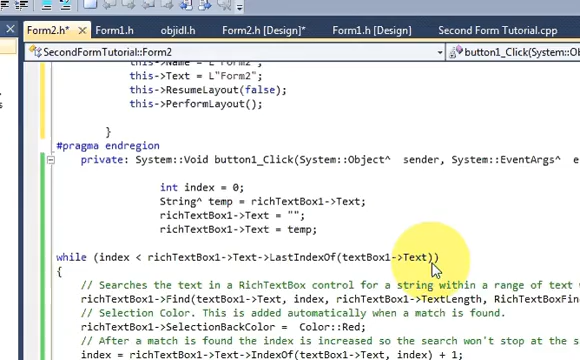 Form2.h* Form1.h objidl.h Form2.h [Design]* Form1.h [Design] Second Form Tutorial.cpp
SecondFormTutorial::Form2 button1_Click(System::Obj
this->Name = L"Form2";
this->Text = L"Form2";
this->ResumeLayout(false);
this->PerformLayout();
}
#pragma endregion
private: System::Void button1_Click(System::Object^ sender, System::EventArgs^ e
int index = 0;
String^ temp = richTextBox1->Text;
richTextBox1->Text = "";
richTextBox1->Text = temp;
while (index < richTextBox1->Text->LastIndexOf(textBox1->Text))
{
// Searches the text in a RichTextBox control for a string within a range of text
richTextBox1->Find(textBox1->Text, index, richTextBox1->TextLength, RichTextBoxFin
// Selection Color. This is added automatically when a match is found.
richTextBox1->SelectionBackColor = Color::Red;
// After a match is found the index is increased so the search won't stop at the s
index = richTextBox1->Text->IndexOf(textBox1->Text, index) + 1;